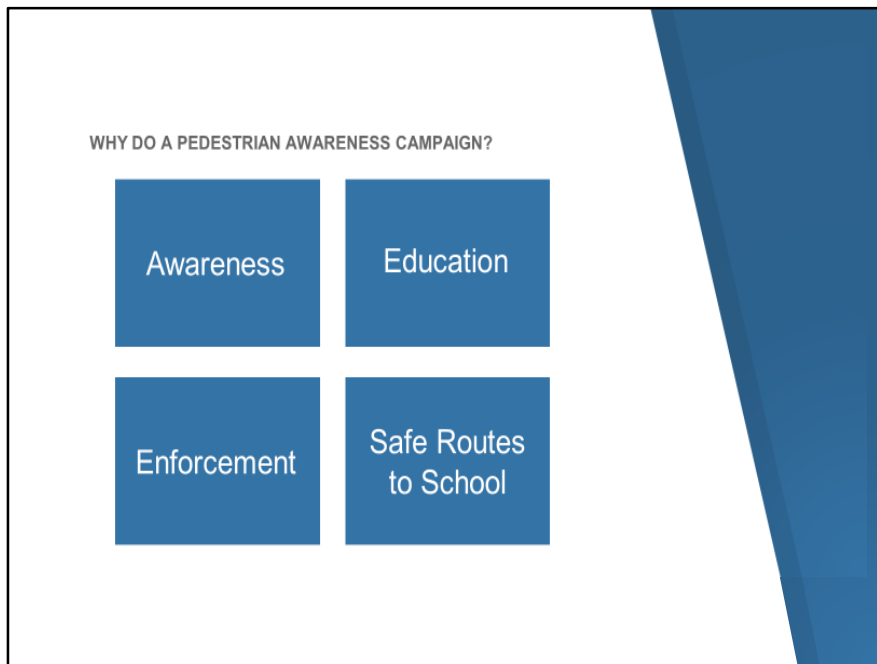 WHY DO A PEDESTRIAN AWARENESS CAMPAIGN?
Awareness
Education
Enforcement
Safe Routes
to School